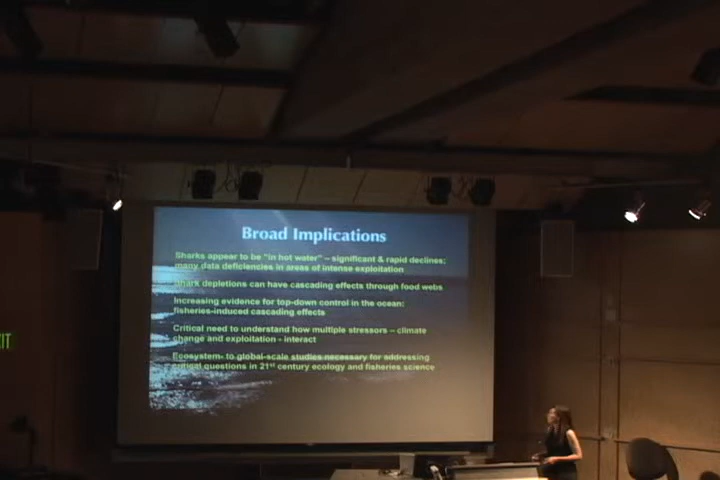 Broad Implications
Sharks appear to be "in hot water" – significant & rapid declines;
many data deficiencies in areas of intense exploitation
Shark depletions can have cascading effects through food webs
Increasing evidence for top-down control in the ocean:
fisheries-induced cascading effects
Critical need to understand how multiple stressors – climate
change and exploitation - interact
Ecosystem- to global-scale studies necessary for addressing
critical questions in 21st century ecology and fisheries science